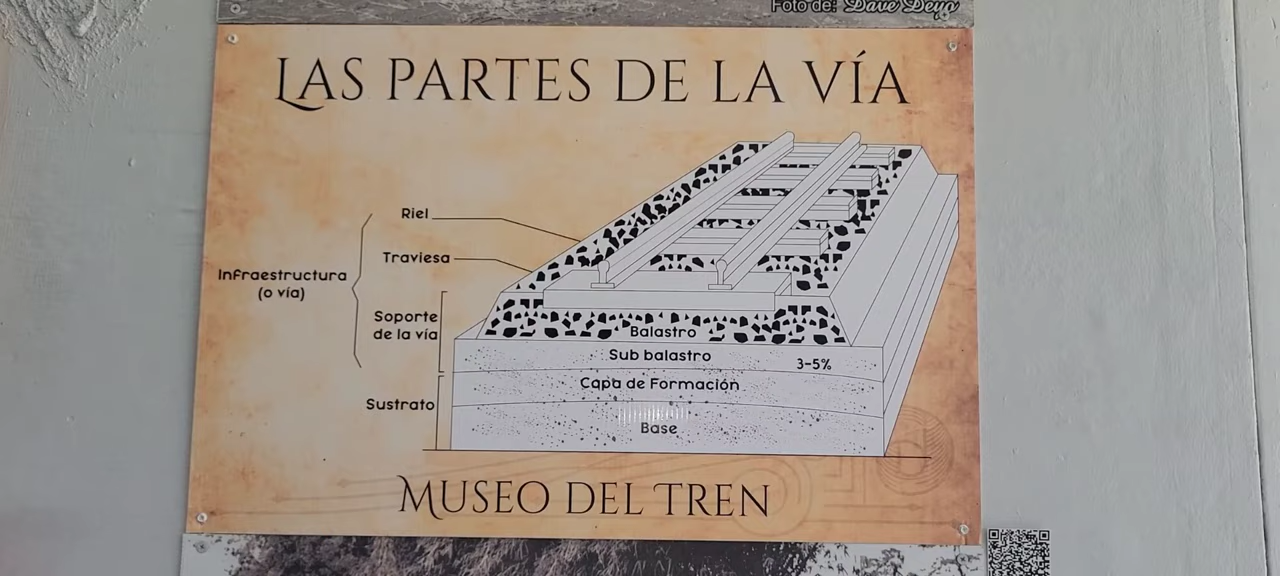 Foto de: Dave Deyo
LAS PARTES DE LA VÍA
Riel
Traviesa
Infraestructura
(o vía)
Soporte
de la vía
Balastro
Sub balastro
3-5%
Capa de Formación
Sustrato
Base
MUSEO DEL TREN